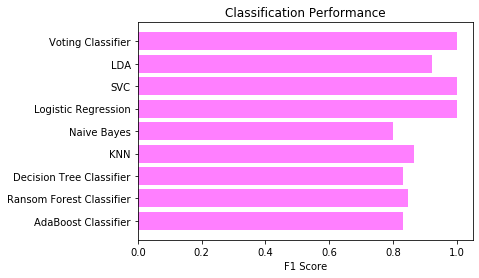 Classification Performance
Voting Classifier
LDA
SVC
Logistic Regression
Naive Bayes
KNN
Decision Tree Classifier
Ransom Forest Classifier
AdaBoost Classifier
0.0 0.2 0.4 0.6 0.8 1.0
F1 Score